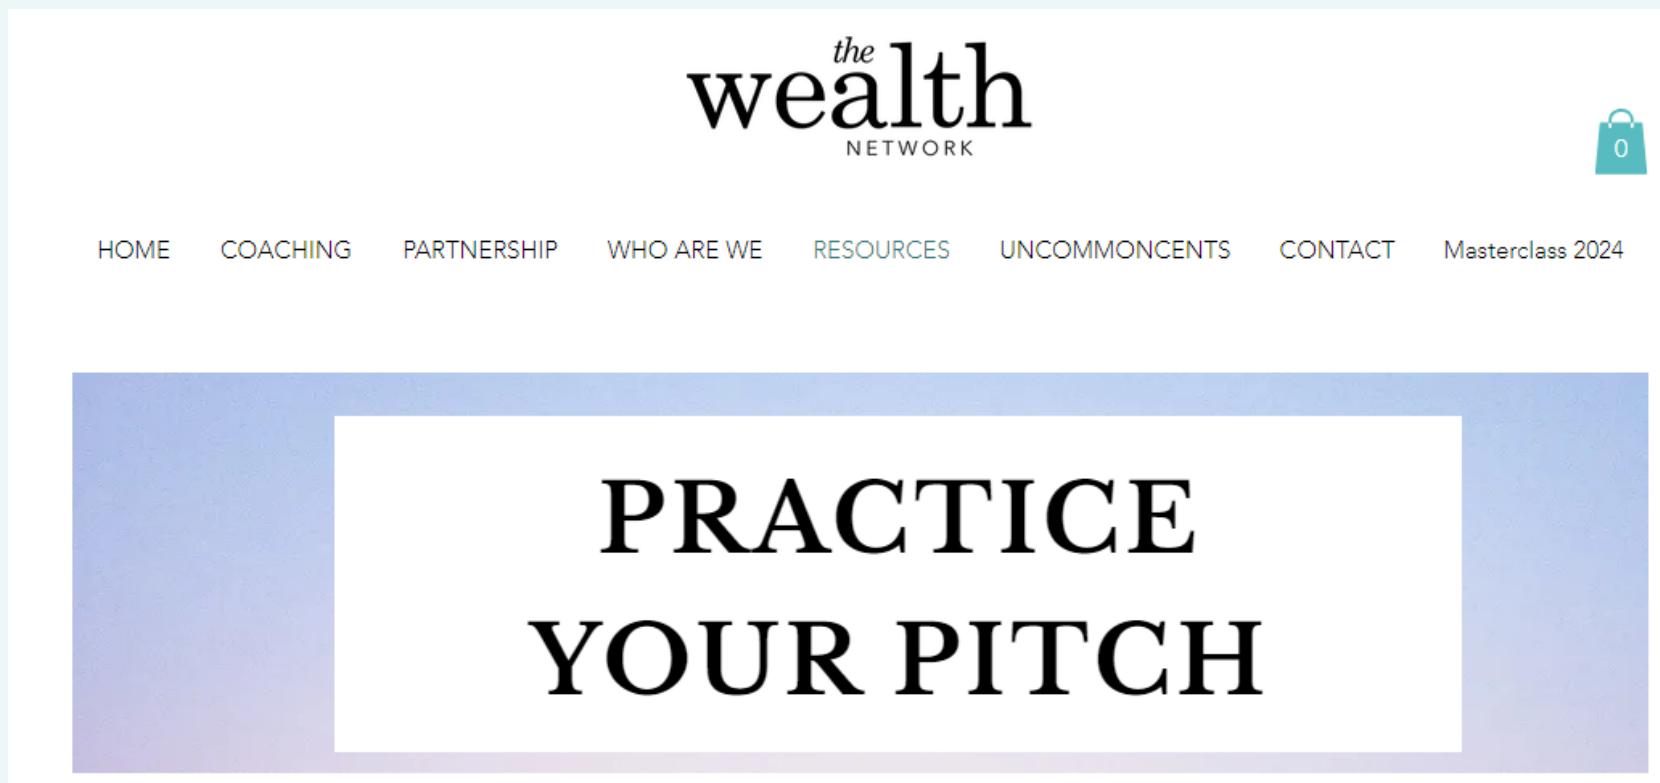 the
wealth
NETWORK
0
HOME COACHING PARTNERSHIP WHO ARE WE RESOURCES UNCOMMONCENTS CONTACT Masterclass 2024
PRACTICE
YOUR PITCH